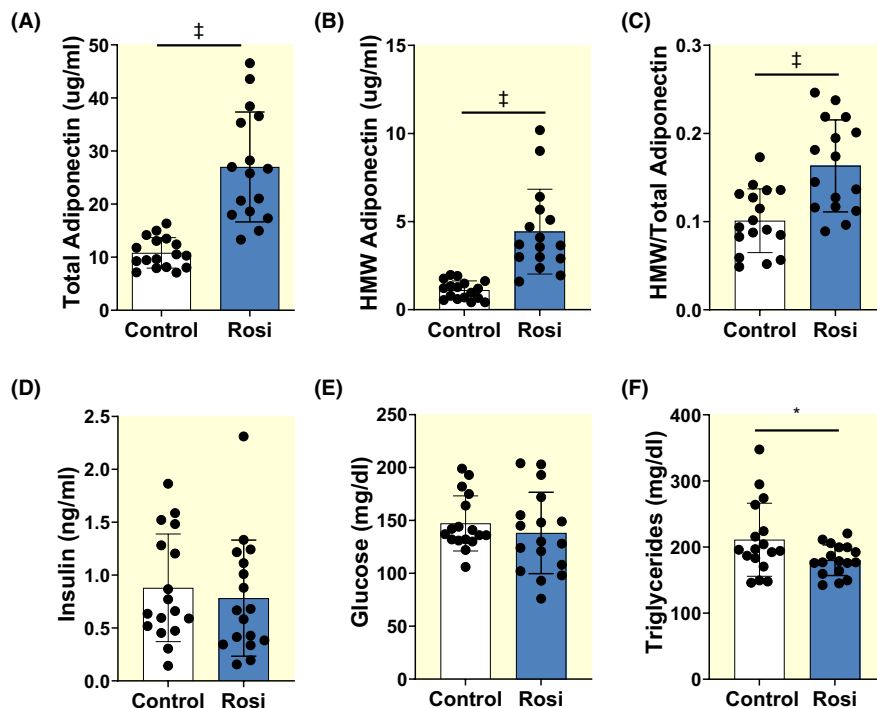 (A)
‡
Total Adiponectin (ug/ml)
50
40
30
20
10
0
Control Rosi
(B)
‡
HMW Adiponectin (ug/ml)
15
10
5
0
Control Rosi
(C)
‡
HMW/Total Adiponectin
0.3
0.2
0.1
0.0
Control Rosi
(D)
Insulin (ng/ml)
2.5
2.0
1.5
1.0
0.5
0.0
Control Rosi
(E)
Glucose (mg/dl)
250
200
150
100
50
0
Control Rosi
(F)
*
Triglycerides (mg/dl)
400
300
200
100
0
Control Rosi